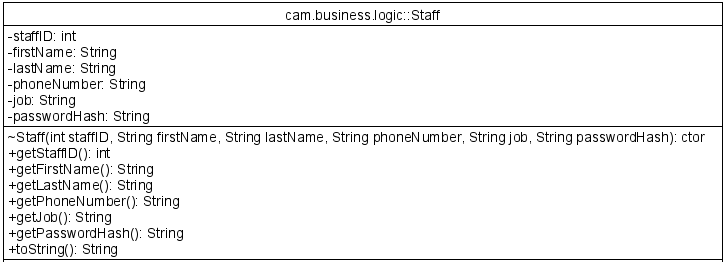 cam.business.logic::Staff
-staffID: int
-firstName: String
-lastName: String
-phoneNumber: String
-job: String
-passwordHash: String
~Staff(int staffID, String firstName, String lastName, String phoneNumber, String job, String passwordHash): ctor
+getStaffID(): int
+getFirstName(): String
+getLastName(): String
+getPhoneNumber(): String
+getJob(): String
+getPasswordHash(): String
+toString(): String